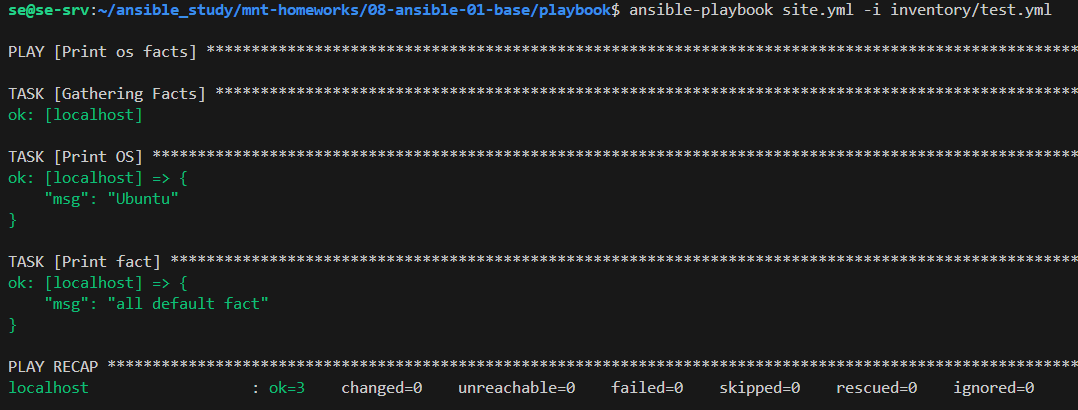 se@se-srv:~/ansible_study/mnt-homeworks/08-ansible-01-base/playbook$ ansible-playbook site.yml -i inventory/test.yml
PLAY [Print os facts] *************************************************************************************************
TASK [Gathering Facts] ************************************************************************************************
ok: [localhost]
TASK [Print OS] *******************************************************************************************************
ok: [localhost] => {
    "msg": "Ubuntu"
}
TASK [Print fact] *****************************************************************************************************
ok: [localhost] => {
    "msg": "all default fact"
}
PLAY RECAP ************************************************************************************************************
localhost                  : ok=3    changed=0    unreachable=0    failed=0    skipped=0    rescued=0    ignored=0